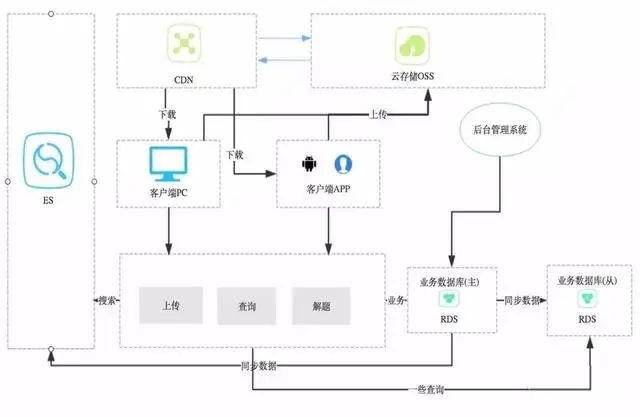 CDN
云存储OSS
下载
上传
下载
后台管理系统
客户端PC
客户端APP
ES
业务数据库(主)
RDS
业务数据库(从)
RDS
搜索
上传
查询
解题
业务
同步数据
同步数据
一些查询